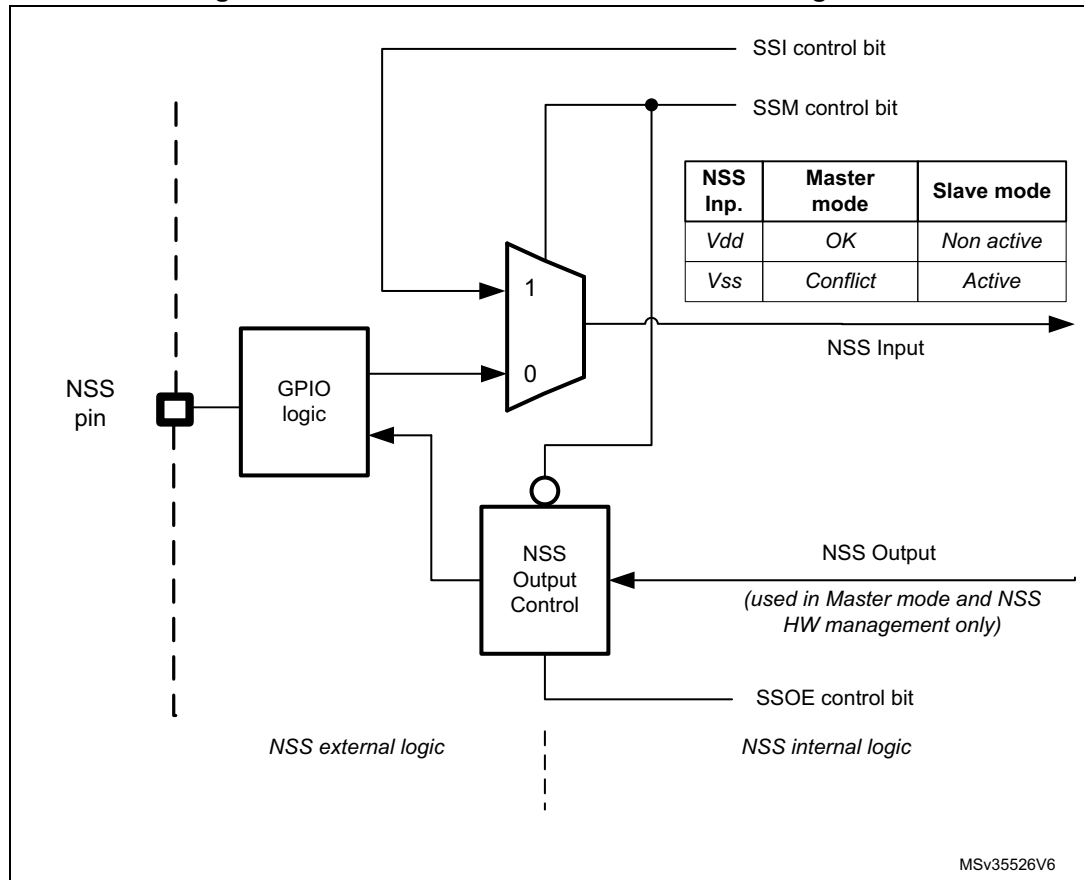 SSI control bit
SSM control bit
NSS Inp.
Master mode
Slave mode
Vdd
OK
Non active
Vss
Conflict
Active
1
0
NSS Input
NSS
pin
GPIO
logic
NSS
Output
Control
NSS Output
(used in Master mode and NSS
HW management only)
SSOE control bit
NSS external logic
NSS internal logic
MSv35526V6